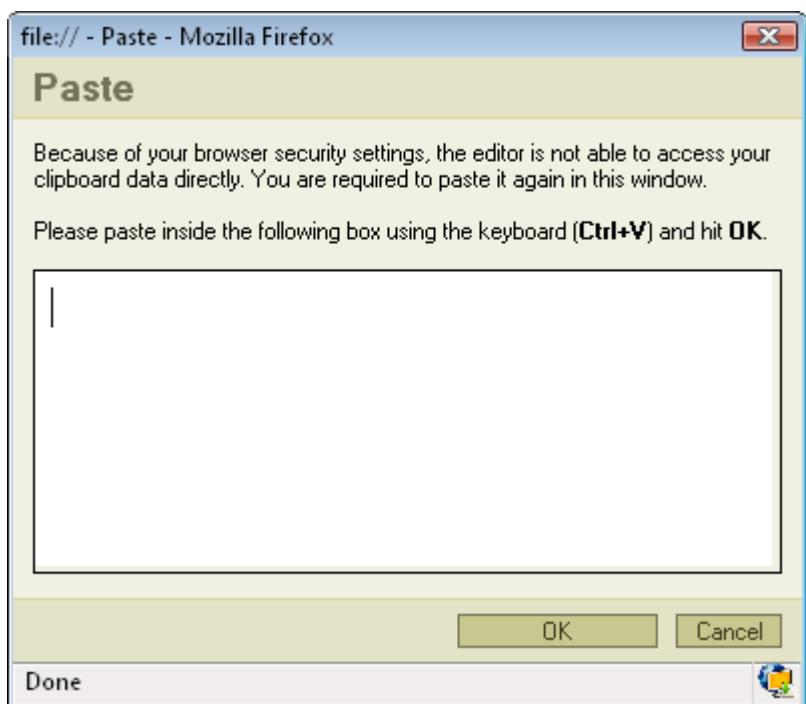 file:// - Paste - Mozilla Firefox
Paste
Because of your browser security settings, the editor is not able to access your
clipboard data directly. You are required to paste it again in this window.
Please paste inside the following box using the keyboard (Ctrl+V) and hit OK.
OK
Cancel
Done